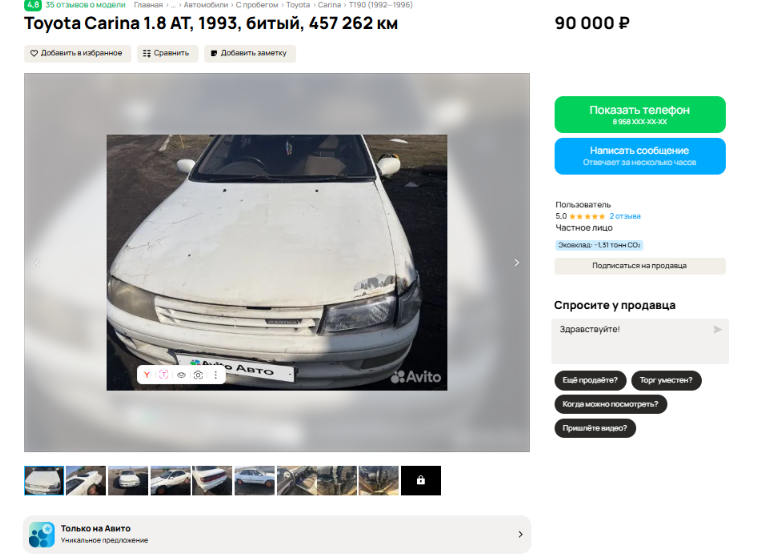 4,8 35 отзывов о модели Главная › ... › Автомобили › С пробегом › Toyota › Carina › T190 (1992—1996)
Toyota Carina 1.8 AT, 1993, битый, 457 262 км
90 000 ₽
Добавить в избранное
Сравнить
Добавить заметку
Показать телефон
8 958 XXX-XX-XX
Написать сообщение
Отвечает за несколько часов
Пользователь
5,0 2 отзыва
Частное лицо
Эковклад: −1,31 тонн CO₂
Подписаться на продавца
Спросите у продавца
Здравствуйте!
Ещё продаёте?
Торг уместен?
Когда можно посмотреть?
Пришлёте видео?
Авто
Avito
Только на Авито
Уникальное предложение